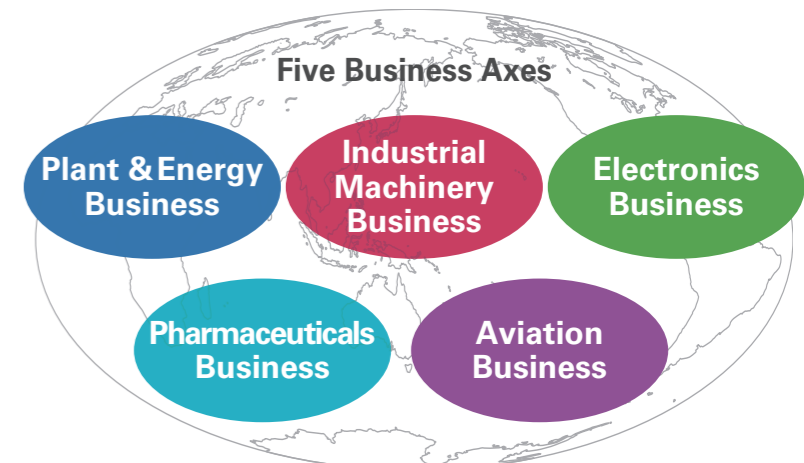 Five Business Axes
Plant & Energy
Business
Industrial
Machinery
Business
Electronics
Business
Pharmaceuticals
Business
Aviation
Business